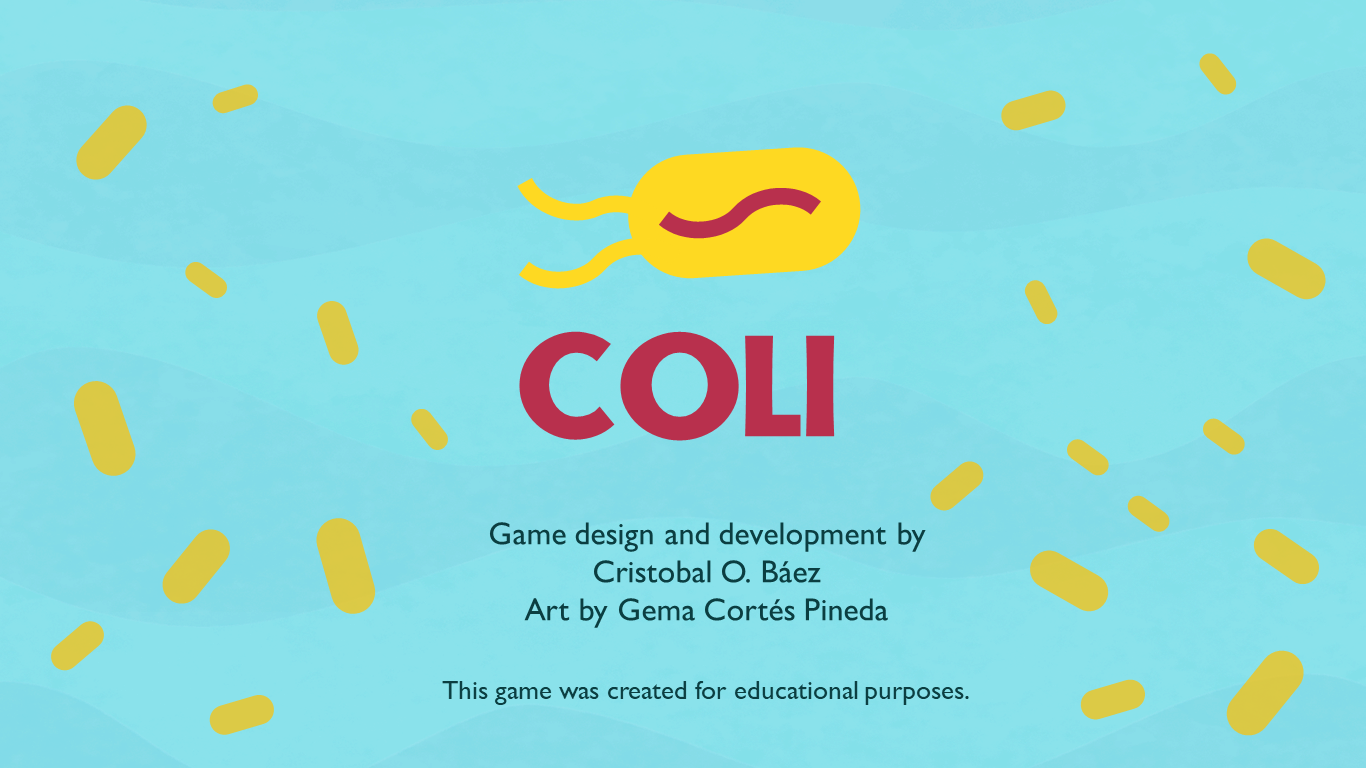 COLI
Game design and development by
Cristobal O. Báez
Art by Gema Cortés Pineda
This game was created for educational purposes.